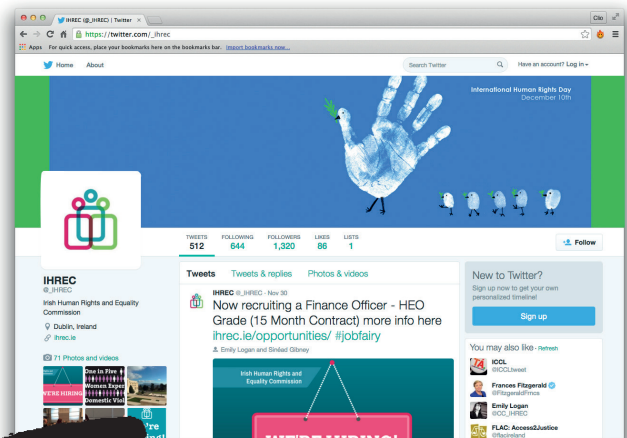 IHREC (@_IHREC) | Twitter
Clio
https://twitter.com/_ihrec
Apps For quick access, place your bookmarks here on the bookmarks bar. Import bookmarks now...
Home About Search Twitter Have an account? Log in
International Human Rights Day
December 10th
TWEETS FOLLOWING FOLLOWERS LIKES LISTS
512 644 1,320 86 1
Follow
IHREC
@_IHREC
Irish Human Rights and Equality
Commission
Dublin, Ireland
ihrec.ie
71 Photos and videos
WE'RE HIRING
One in Five
Women Exper
Domestic Viol
Tweets Tweets & replies Photos & videos
IHREC @_IHREC · Nov 30
Now recruiting a Finance Officer - HEO
Grade (15 Month Contract) more info here
ihrec.ie/opportunities/ #jobfairy
Emily Logan and Sinéad Gibney
Irish Human Rights and
Equality Commission
WE'RE HIRING!
New to Twitter?
Sign up now to get your own
personalized timeline!
Sign up
You may also like · Refresh
ICCL
@ICCLtweet
Frances Fitzgerald
@FitzgeraldFrncs
Emily Logan
@CC_IHREC
FLAC: Access2Justice
@flacireland